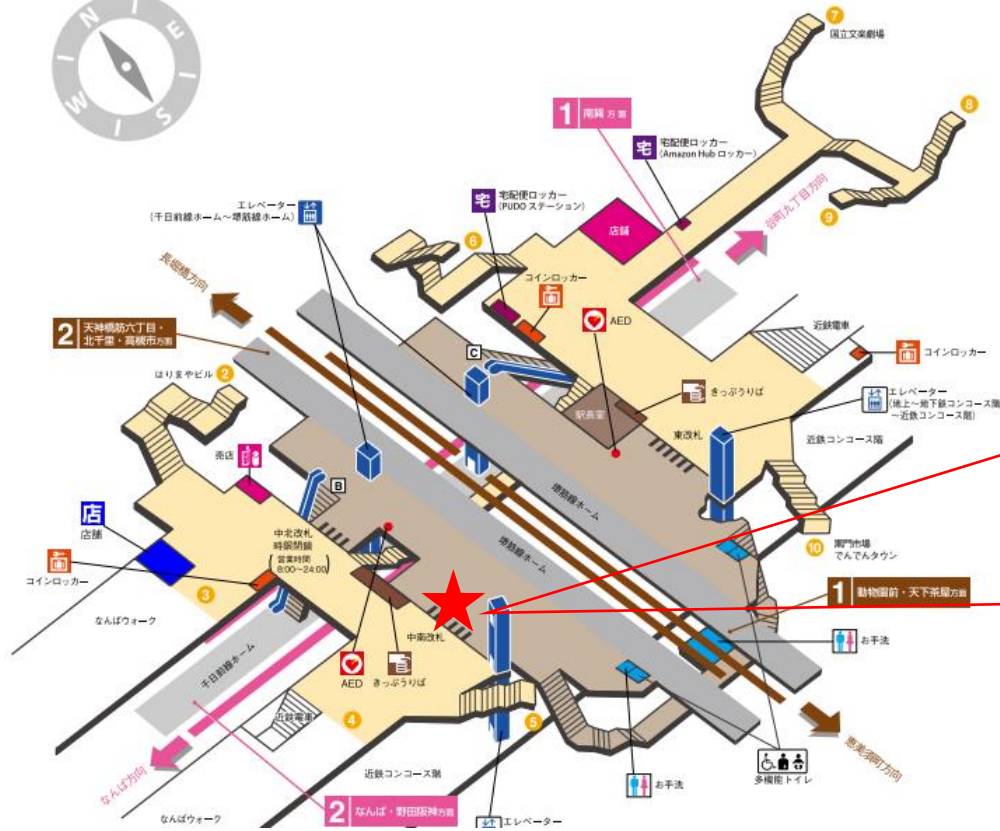 N
E
S
W
7
国立文楽劇場
8
1 南巽方面
宅 宅配便ロッカー
(Amazon Hub ロッカー)
宅 宅配便ロッカー
(PUDOステーション)
エレベーター
(千日前線ホーム~堺筋線ホーム)
店舗
谷町九丁目方向
9
6
コインロッカー
長堀橋方向
AED
近鉄電車
2 天神橋筋六丁目・
北千里・高槻市方面
コインロッカー
C
きっぷうりば
はりまやビル 2
駅長室
エレベーター
(地上~地下鉄コンコース階
~近鉄コンコース階)
東改札
近鉄コンコース階
売店
B
堺筋線ホーム
店
店舗
中北改札
時間閉鎖
(営業時間
8:00~24:00)
堺筋線ホーム
10
黒門市場
でんでんタウン
コインロッカー
3
1 動物園前・天下茶屋方面
なんばウォーク
中南改札
お手洗
千日前線ホーム
AED
きっぷうりば
近鉄電車
4
5
恵美須町方向
多機能トイレ
なんば方向
近鉄コンコース階
お手洗
2 なんば・野田阪神方面
なんばウォーク
エレベーター